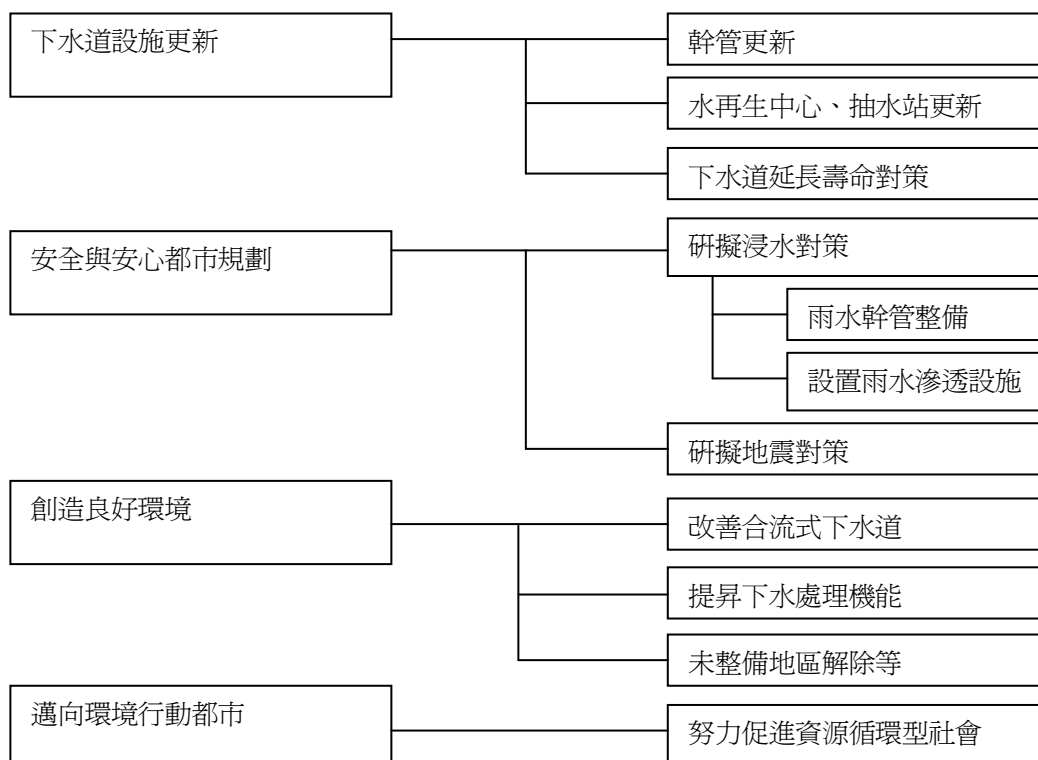 下水道設施更新
幹管更新
水再生中心、抽水站更新
下水道延長壽命對策
安全與安心都市規劃
研擬浸水對策
雨水幹管整備
設置雨水滲透設施
研擬地震對策
創造良好環境
改善合流式下水道
提昇下水處理機能
未整備地區解除等
邁向環境行動都市
努力促進資源循環型社會